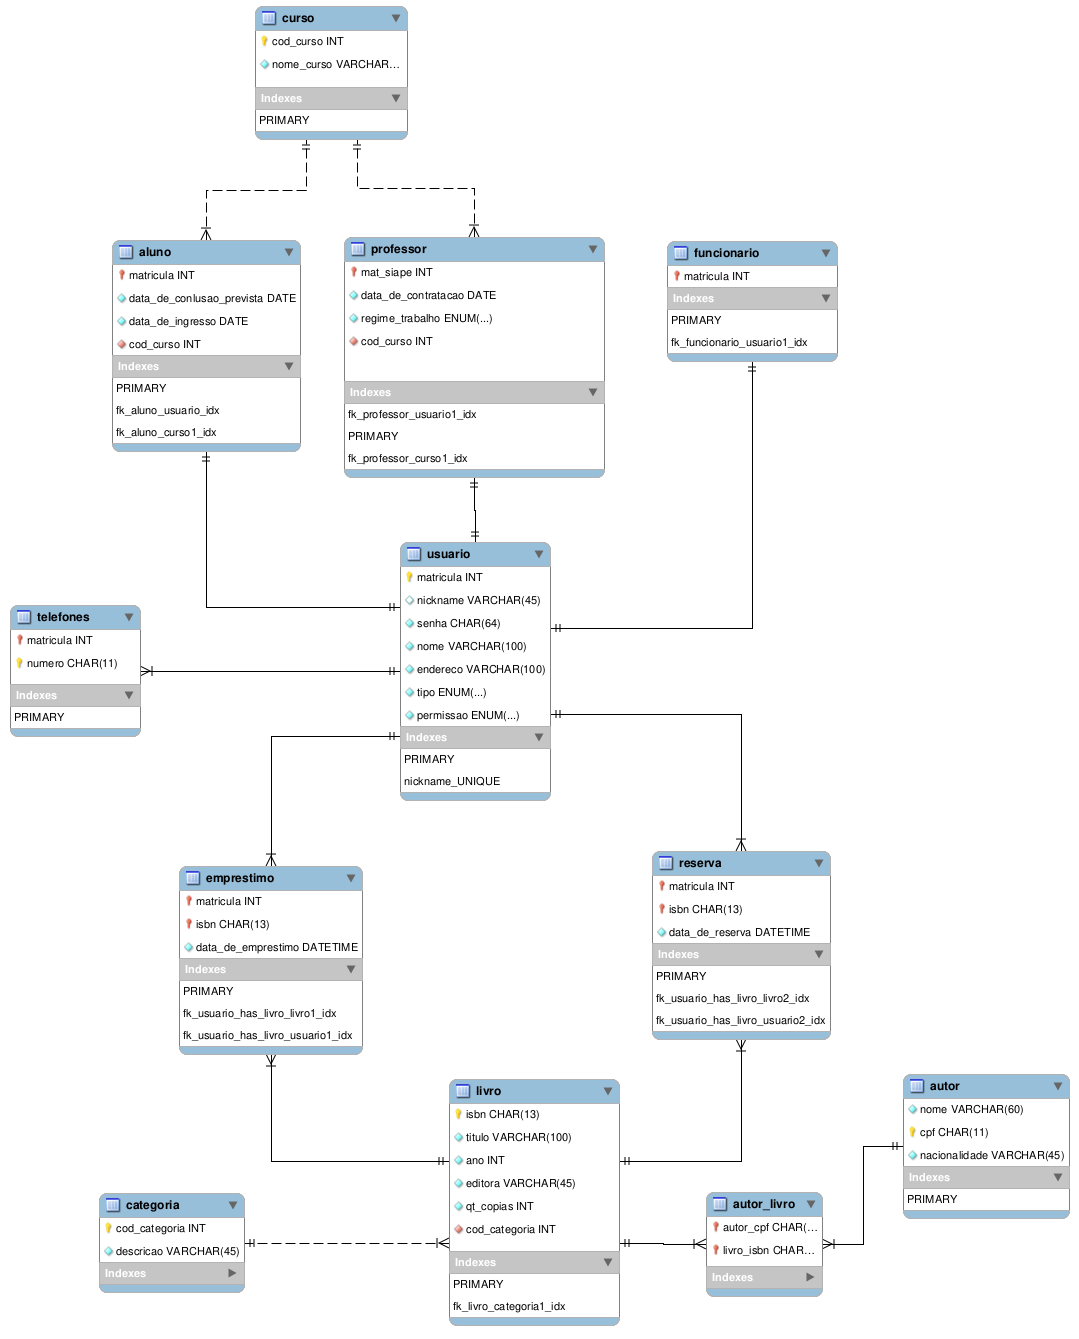 curso
cod_curso INT
nome_curso VARCHAR...
Indexes
PRIMARY
aluno
matricula INT
data_de_conlusao_prevista DATE
data_de_ingresso DATE
cod_curso INT
Indexes
PRIMARY
fk_aluno_usuario_idx
fk_aluno_curso1_idx
professor
mat_siape INT
data_de_contratacao DATE
regime_trabalho ENUM(...)
cod_curso INT
Indexes
fk_professor_usuario1_idx
PRIMARY
fk_professor_curso1_idx
funcionario
matricula INT
Indexes
PRIMARY
fk_funcionario_usuario1_idx
usuario
matricula INT
nickname VARCHAR(45)
senha CHAR(64)
nome VARCHAR(100)
endereco VARCHAR(100)
tipo ENUM(...)
permissao ENUM(...)
Indexes
PRIMARY
nickname_UNIQUE
telefones
matricula INT
numero CHAR(11)
Indexes
PRIMARY
emprestimo
matricula INT
isbn CHAR(13)
data_de_emprestimo DATETIME
Indexes
PRIMARY
fk_usuario_has_livro_livro1_idx
fk_usuario_has_livro_usuario1_idx
reserva
matricula INT
isbn CHAR(13)
data_de_reserva DATETIME
Indexes
PRIMARY
fk_usuario_has_livro_livro2_idx
fk_usuario_has_livro_usuario2_idx
livro
isbn CHAR(13)
titulo VARCHAR(100)
ano INT
editora VARCHAR(45)
qt_copias INT
cod_categoria INT
Indexes
PRIMARY
fk_livro_categoria1_idx
autor
nome VARCHAR(60)
cpf CHAR(11)
nacionalidade VARCHAR(45)
Indexes
PRIMARY
categoria
cod_categoria INT
descricao VARCHAR(45)
Indexes
autor_livro
autor_cpf CHAR(...
livro_isbn CHAR...
Indexes